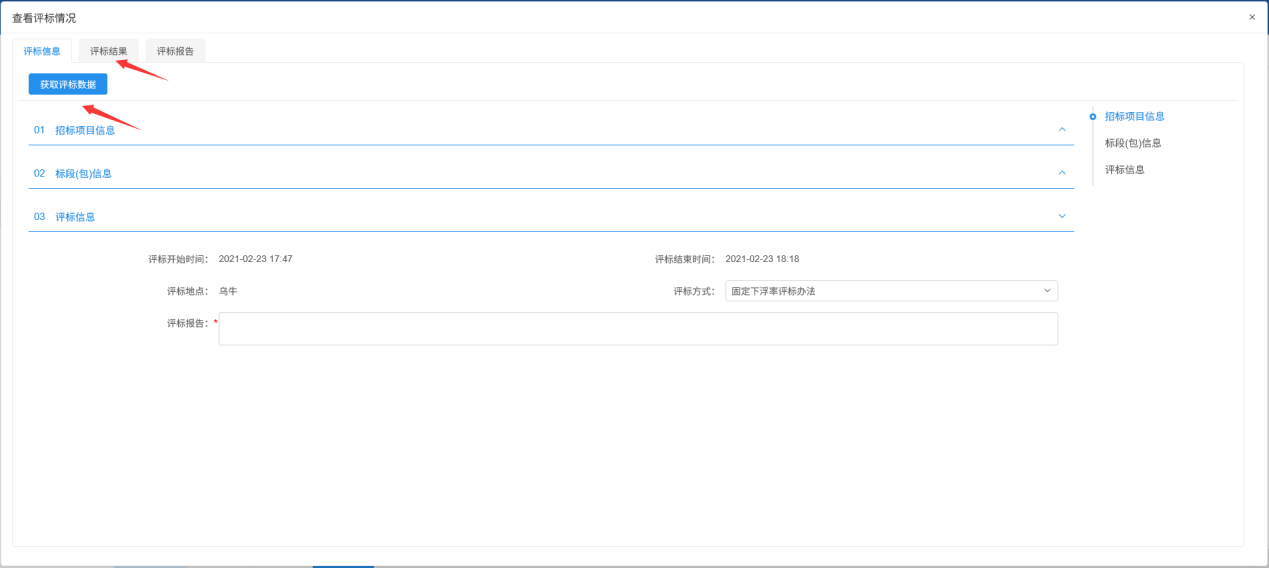 查看评标情况 ×
评标信息 评标结果 评标报告
获取评标数据
01 招标项目信息
02 标段(包)信息
03 评标信息
评标开始时间： 2021-02-23 17:47 评标结束时间： 2021-02-23 18:18
评标地点： 乌牛 评标方式： 固定下浮率评标办法
评标报告： *
招标项目信息
标段(包)信息
评标信息